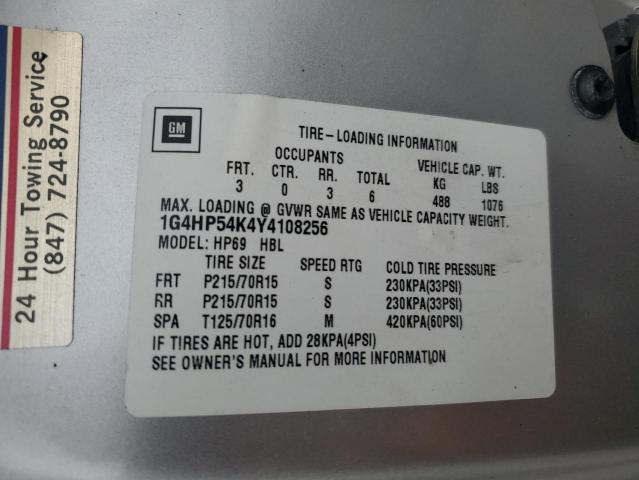 24 Hour Towing Service
(847) 724-8790
GM
TIRE-LOADING INFORMATION
OCCUPANTS VEHICLE CAP. WT.
FRT. CTR. RR. TOTAL KG LBS
3 0 3 6 488 1076
MAX. LOADING @ GVWR SAME AS VEHICLE CAPACITY WEIGHT.
1G4HP54K4Y4108256
MODEL: HP69 HBL
TIRE SIZE SPEED RTG COLD TIRE PRESSURE
FRT P215/70R15 S 230KPA(33PSI)
RR P215/70R15 S 230KPA(33PSI)
SPA T125/70R16 M 420KPA(60PSI)
IF TIRES ARE HOT, ADD 28KPA(4PSI)
SEE OWNER'S MANUAL FOR MORE INFORMATION